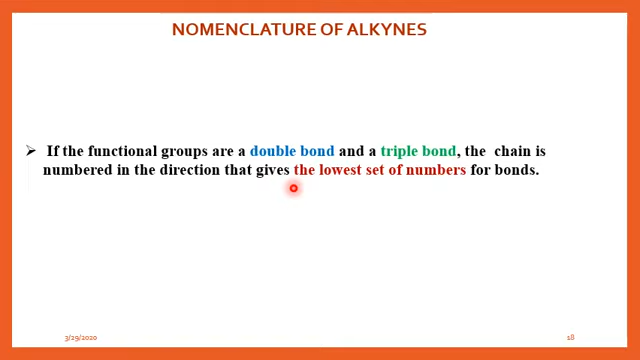 NOMENCLATURE OF ALKYNES
➢ If the functional groups are a double bond and a triple bond, the chain is
numbered in the direction that gives the lowest set of numbers for bonds.
3/29/2020
18